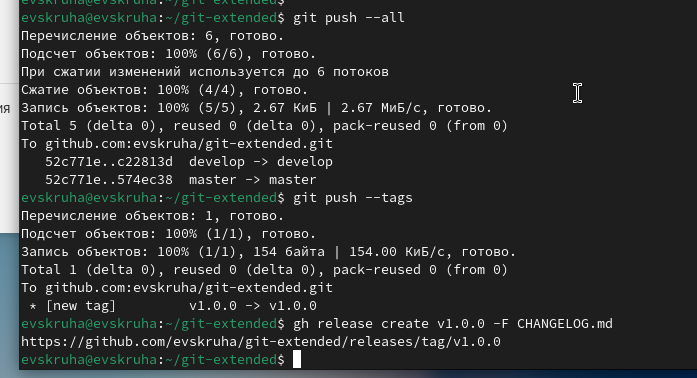 evskruha@evskruha:~/git-extended$
evskruha@evskruha:~/git-extended$ git push --all
Перечисление объектов: 6, готово.
Подсчет объектов: 100% (6/6), готово.
При сжатии изменений используется до 6 потоков
Сжатие объектов: 100% (4/4), готово.
Запись объектов: 100% (5/5), 2.67 КиБ | 2.67 МиБ/с, готово.
Total 5 (delta 0), reused 0 (delta 0), pack-reused 0 (from 0)
To github.com:evskruha/git-extended.git
   52c771e..c22813d  develop -> develop
   52c771e..574ec38  master -> master
evskruha@evskruha:~/git-extended$ git push --tags
Перечисление объектов: 1, готово.
Подсчет объектов: 100% (1/1), готово.
Запись объектов: 100% (1/1), 154 байта | 154.00 КиБ/с, готово.
Total 1 (delta 0), reused 0 (delta 0), pack-reused 0 (from 0)
To github.com:evskruha/git-extended.git
 * [new tag]         v1.0.0 -> v1.0.0
evskruha@evskruha:~/git-extended$ gh release create v1.0.0 -F CHANGELOG.md
https://github.com/evskruha/git-extended/releases/tag/v1.0.0
evskruha@evskruha:~/git-extended$